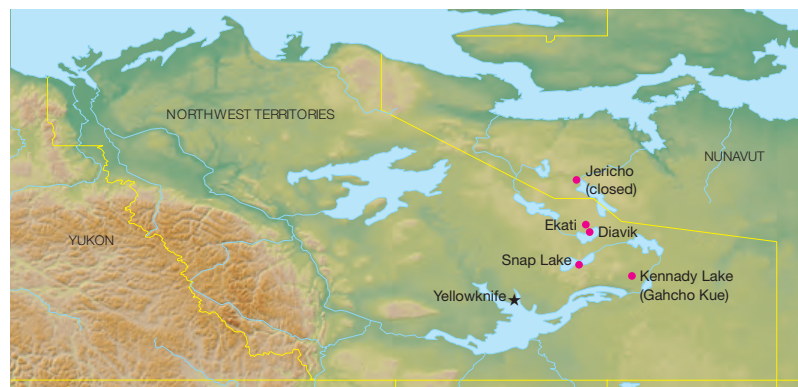 NORTHWEST TERRITORIES
NUNAVUT
Jericho
(closed)
Ekati
Diavik
YUKON
Snap Lake
Kennady Lake
(Gahcho Kue)
Yellowknife